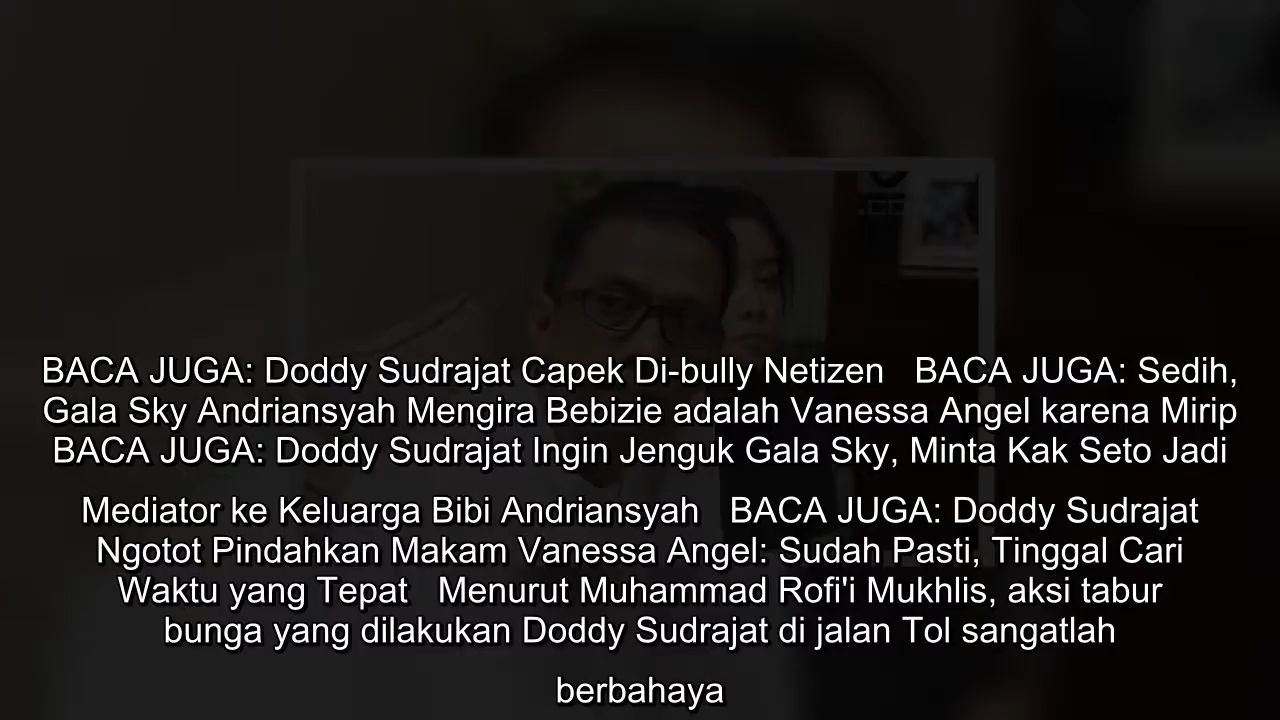 .CO
BACA JUGA: Doddy Sudrajat Capek Di-bully Netizen   BACA JUGA: Sedih,
Gala Sky Andriansyah Mengira Bebizie adalah Vanessa Angel karena Mirip
BACA JUGA: Doddy Sudrajat Ingin Jenguk Gala Sky, Minta Kak Seto Jadi
Mediator ke Keluarga Bibi Andriansyah   BACA JUGA: Doddy Sudrajat
Ngotot Pindahkan Makam Vanessa Angel: Sudah Pasti, Tinggal Cari
Waktu yang Tepat   Menurut Muhammad Rofi'i Mukhlis, aksi tabur
bunga yang dilakukan Doddy Sudrajat di jalan Tol sangatlah
berbahaya